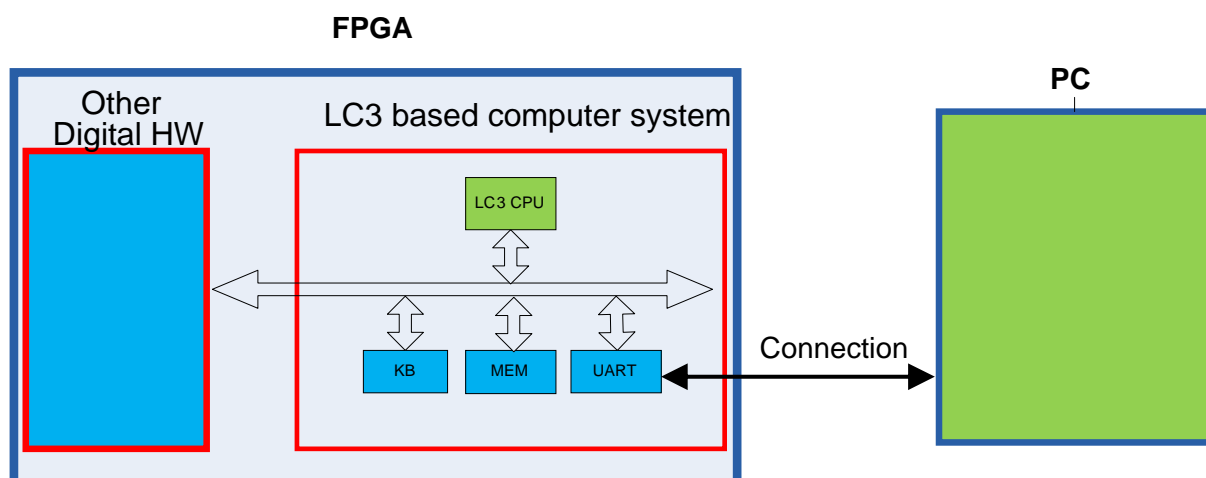 FPGA
PC
Other
Digital HW
LC3 based computer system
LC3 CPU
Connection
KB
MEM
UART